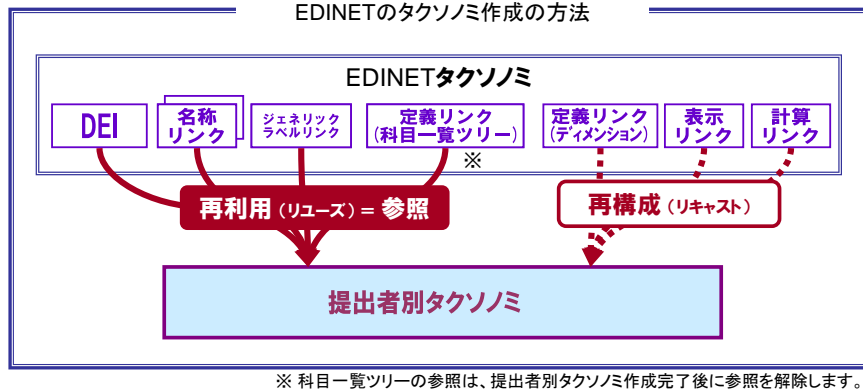 EDINETのタクソノミ作成の方法
EDINETタクソノミ
DEI
名称
リンク
ジェネリック
ラベルリンク
定義リンク
(科目一覧ツリー)
定義リンク
(ディメンション)
表示
リンク
計算
リンク
※
再利用(リユーズ)= 参照
再構成(リキャスト)
提出者別タクソノミ
※ 科目一覧ツリーの参照は、提出者別タクソノミ作成完了後に参照を解除します。